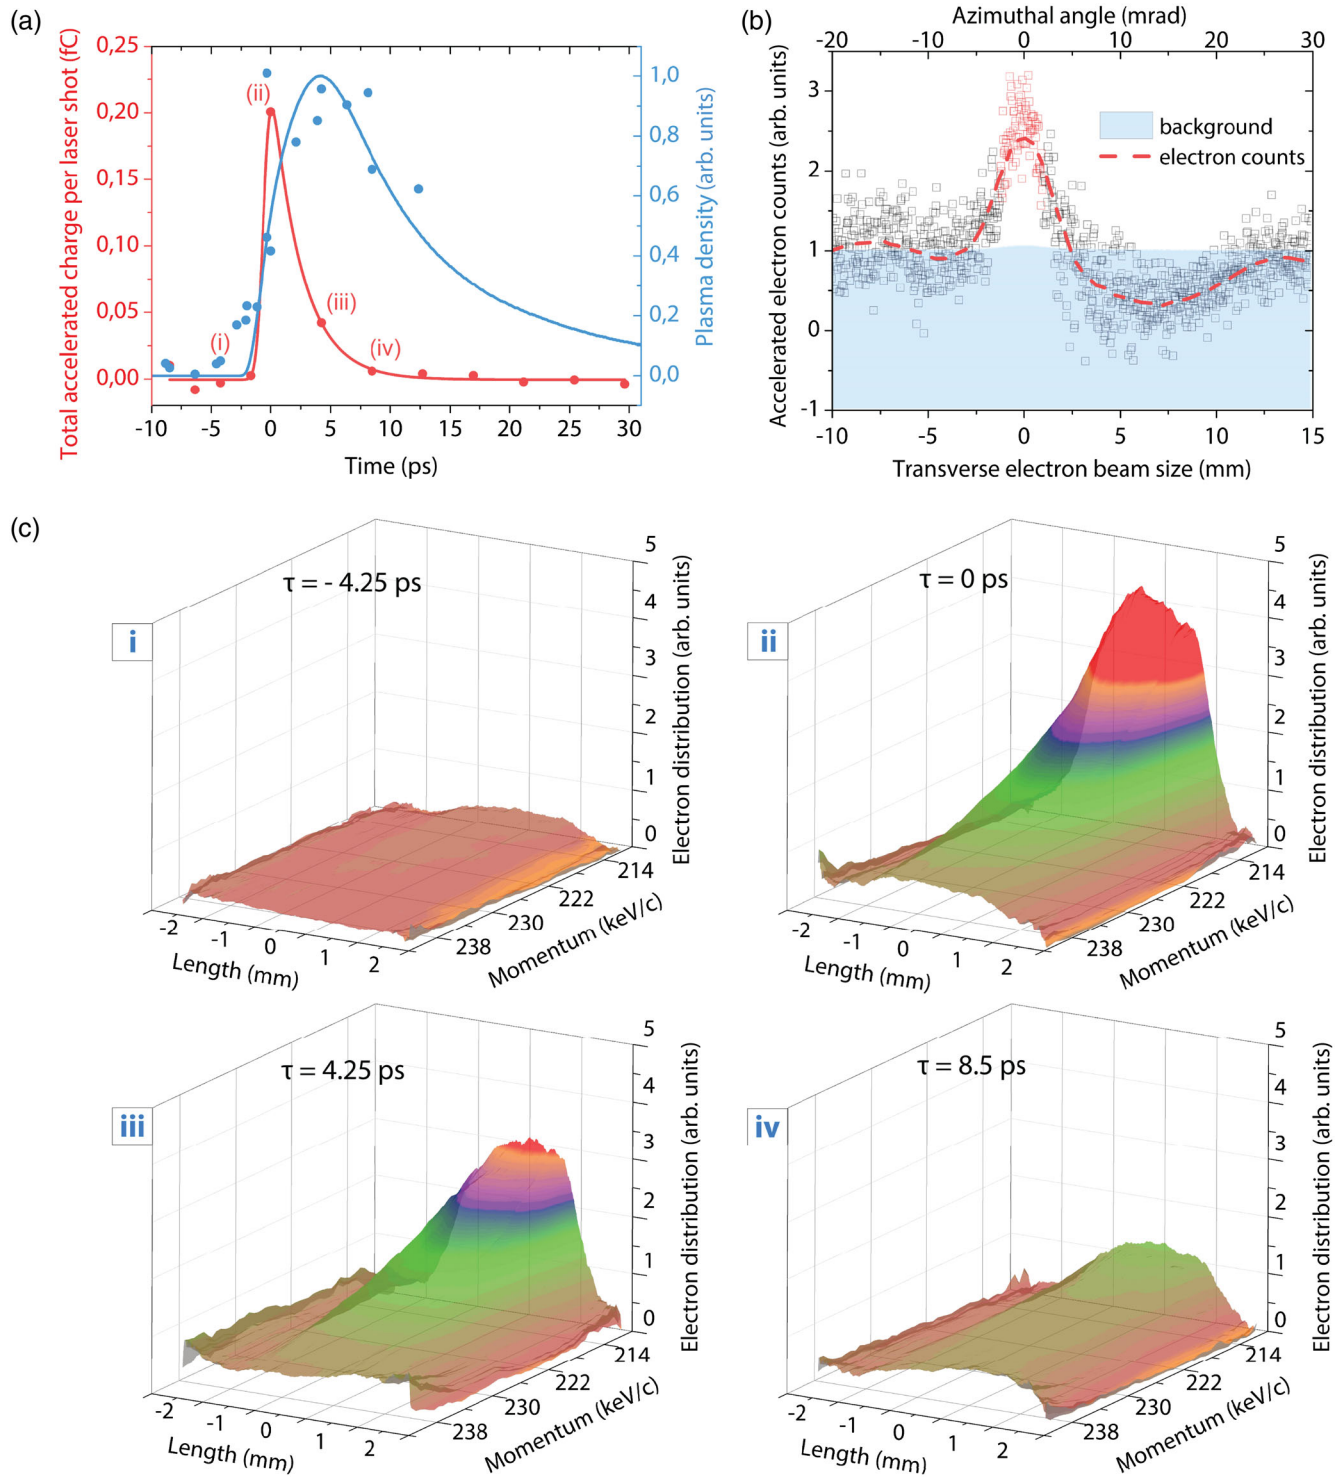 (a)
Total accelerated charge per laser shot (fC)
0,25
0,20
0,15
0,10
0,05
0,00
(i)
(ii)
(iii)
(iv)
1,0
0,8
0,6
0,4
0,2
0,0
Plasma density (arb. units)
-10 -5 0 5 10 15 20 25 30
Time (ps)
(b)
Azimuthal angle (mrad)
-20 -10 0 10 20 30
Accelerated electron counts (arb. units)
3
2
1
0
-1
background
electron counts
-10 -5 0 5 10 15
Transverse electron beam size (mm)
(c)
τ = - 4.25 ps
i
5
4
3
2
1
0
Electron distribution (arb. units)
-2 -1 0 1 2
Length (mm)
238 230 222 214
Momentum (keV/c)
τ = 0 ps
ii
5
4
3
2
1
0
Electron distribution (arb. units)
-2 -1 0 1 2
Length (mm)
238 230 222 214
Momentum (keV/c)
τ = 4.25 ps
iii
5
4
3
2
1
0
Electron distribution (arb. units)
-2 -1 0 1 2
Length (mm)
238 230 222 214
Momentum (keV/c)
τ = 8.5 ps
iv
5
4
3
2
1
0
Electron distribution (arb. units)
-2 -1 0 1 2
Length (mm)
238 230 222 214
Momentum (keV/c)